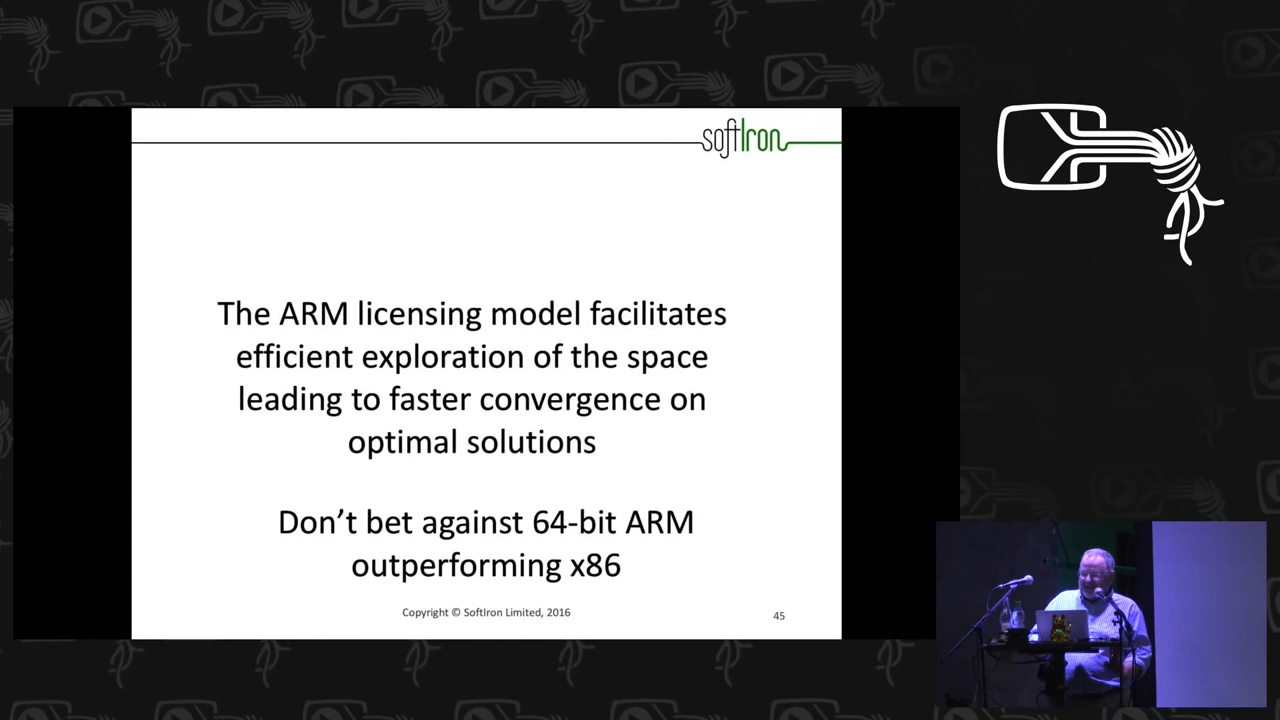 softIron
The ARM licensing model facilitates
efficient exploration of the space
leading to faster convergence on
optimal solutions
Don’t bet against 64-bit ARM
outperforming x86
Copyright © SoftIron Limited, 2016
45